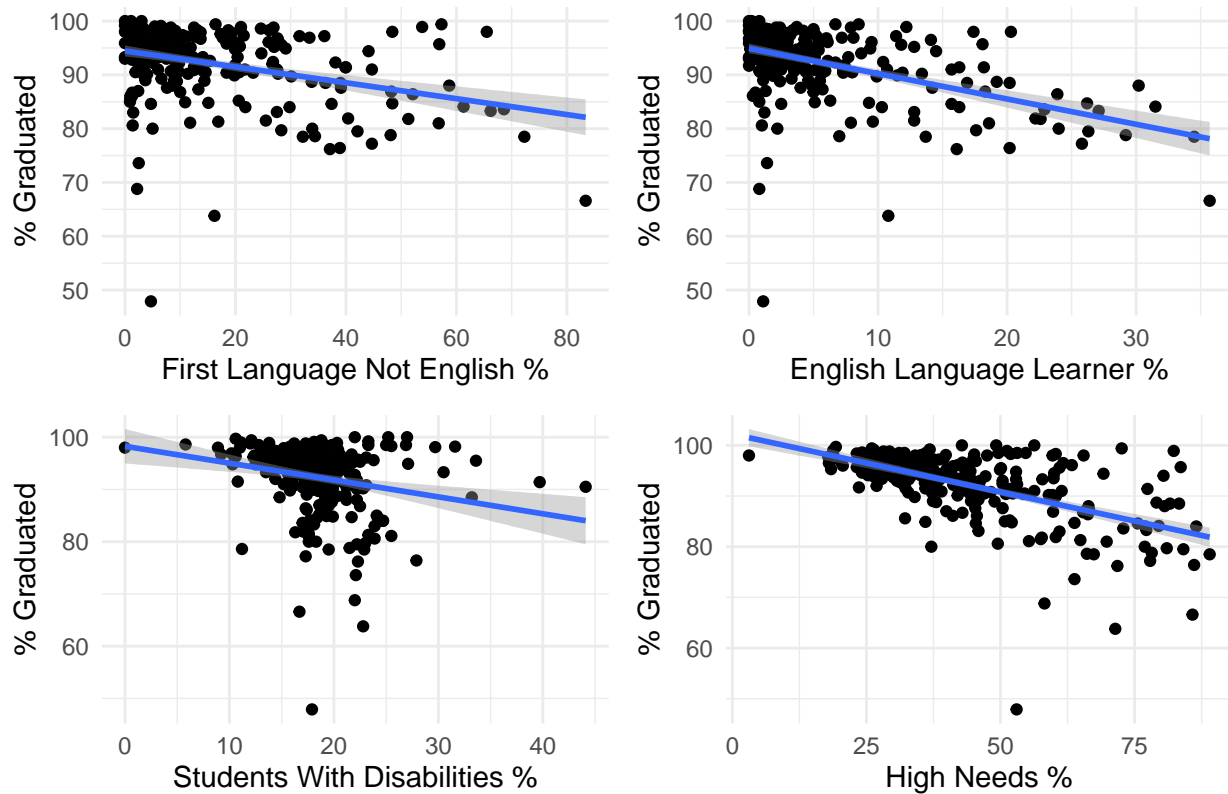 100
90
80
70
60
50
% Graduated
0 20 40 60 80
First Language Not English %
100
90
80
70
60
50
% Graduated
0 10 20 30
English Language Learner %
100
80
60
% Graduated
0 10 20 30 40
Students With Disabilities %
100
80
60
% Graduated
0 25 50 75
High Needs %